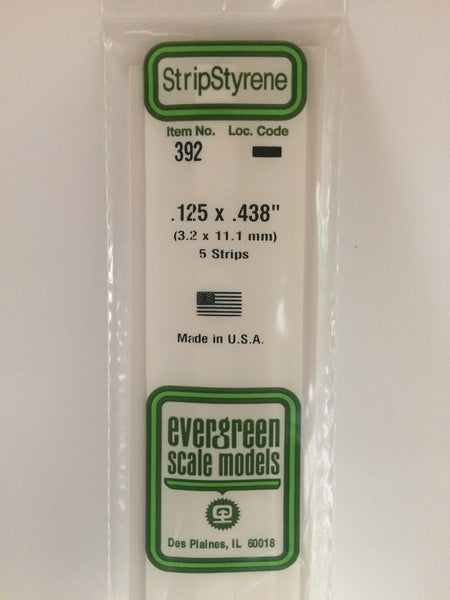 StripStyrene
Item No. Loc. Code
392
.125 x .438"
(3.2 x 11.1 mm)
5 Strips
Made in U.S.A.
evergreen
scale models
Des Plaines, IL 60018